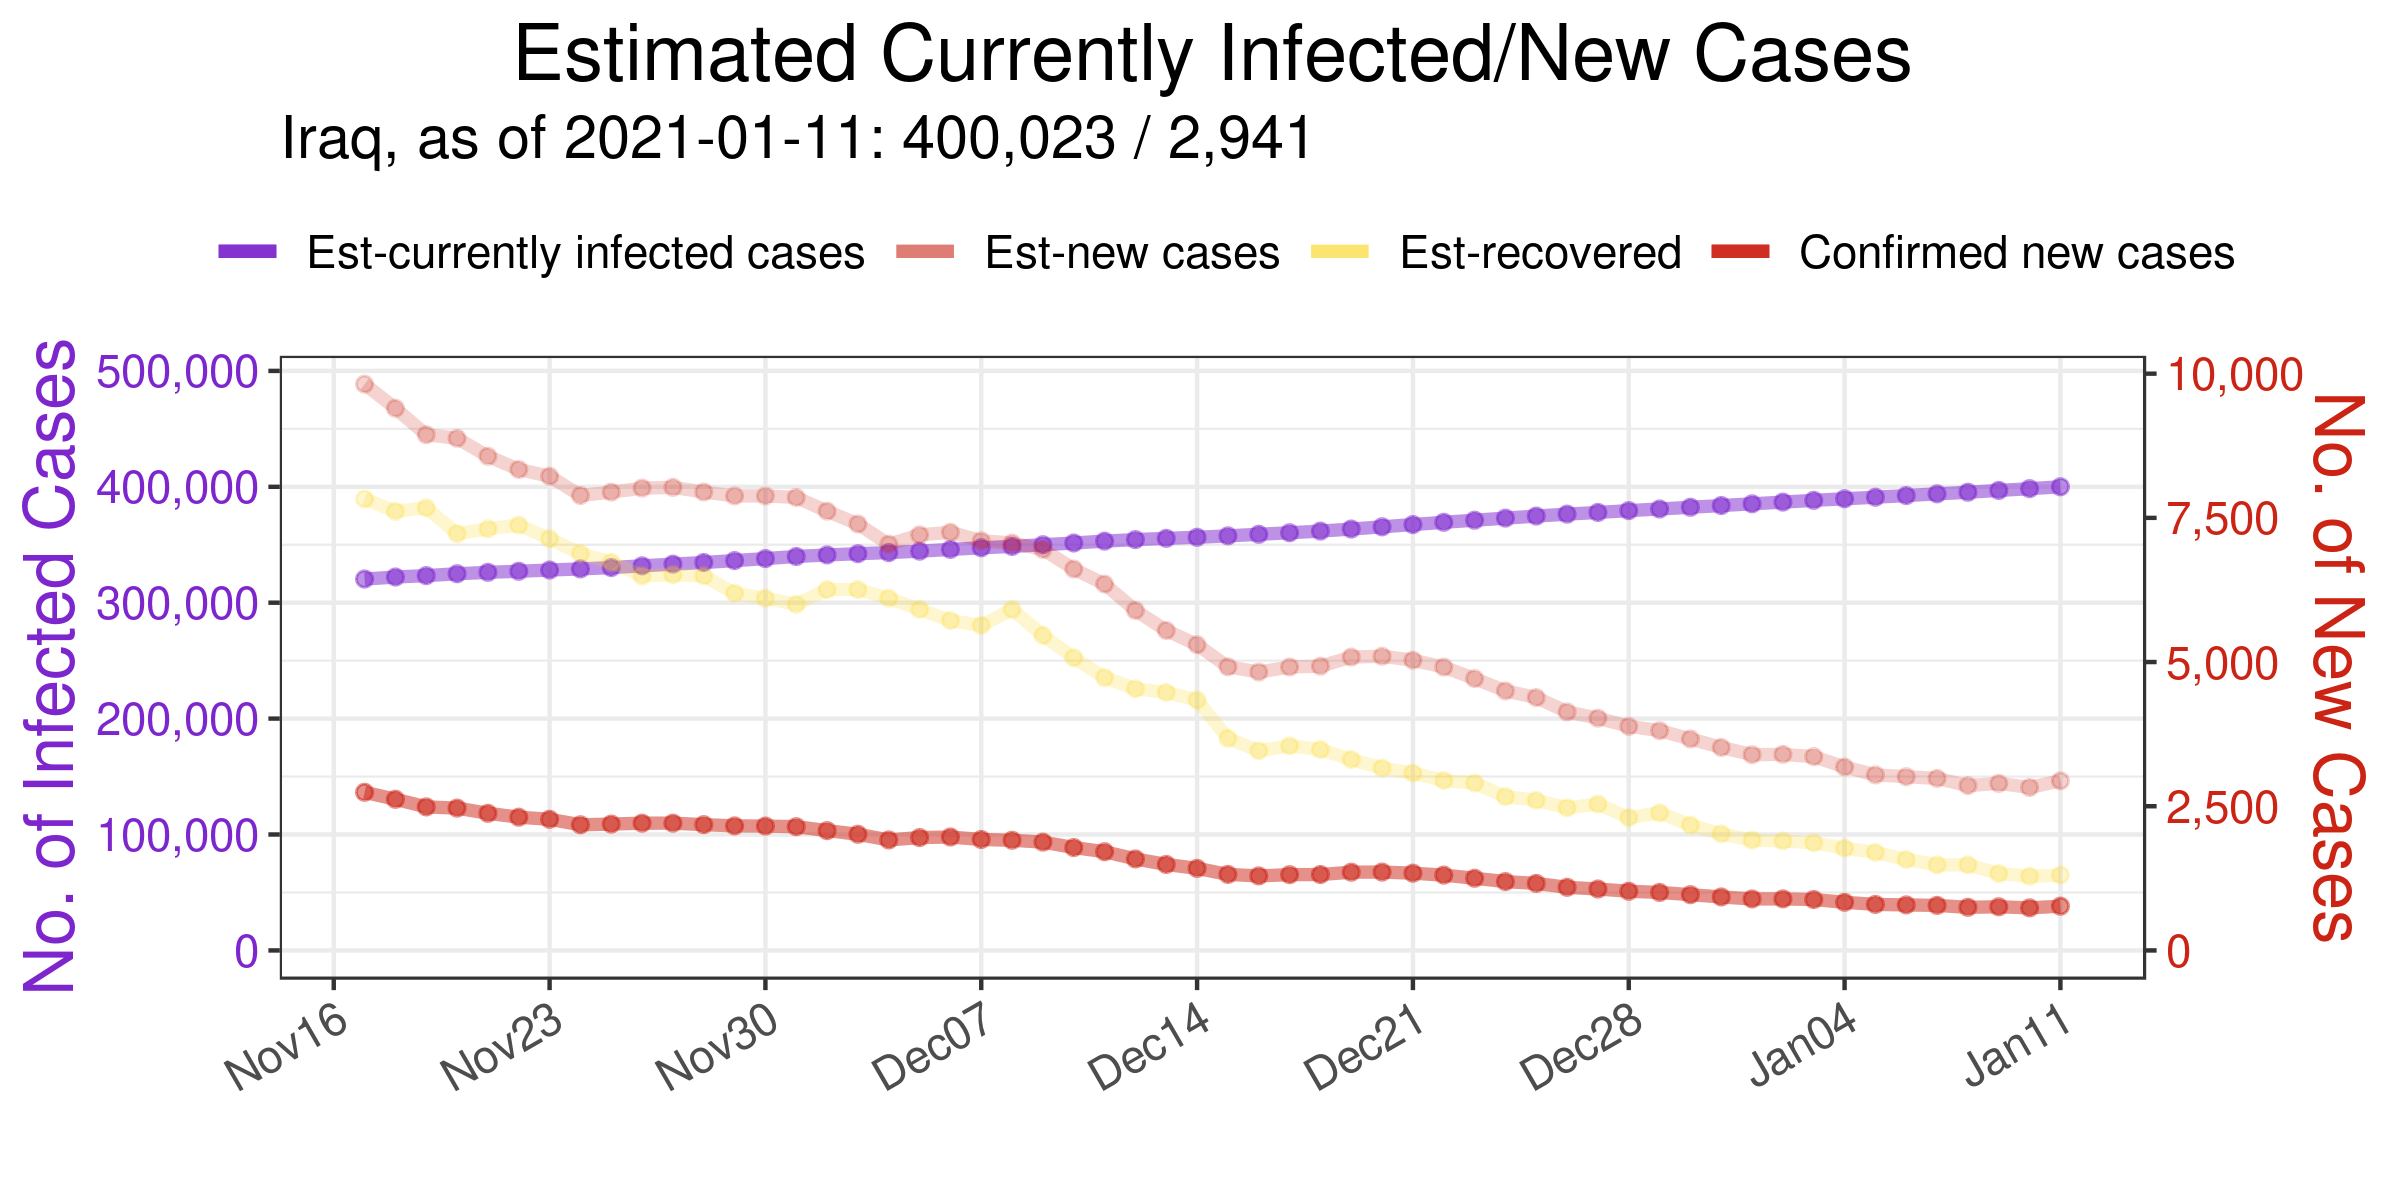 Estimated Currently Infected/New Cases
Iraq, as of 2021-01-11: 400,023 / 2,941
Est-currently infected cases
Est-new cases
Est-recovered
Confirmed new cases
No. of Infected Cases
500,000
400,000
300,000
200,000
100,000
0
10,000
7,500
5,000
2,500
0
No. of New Cases
Nov16
Nov23
Nov30
Dec07
Dec14
Dec21
Dec28
Jan04
Jan11